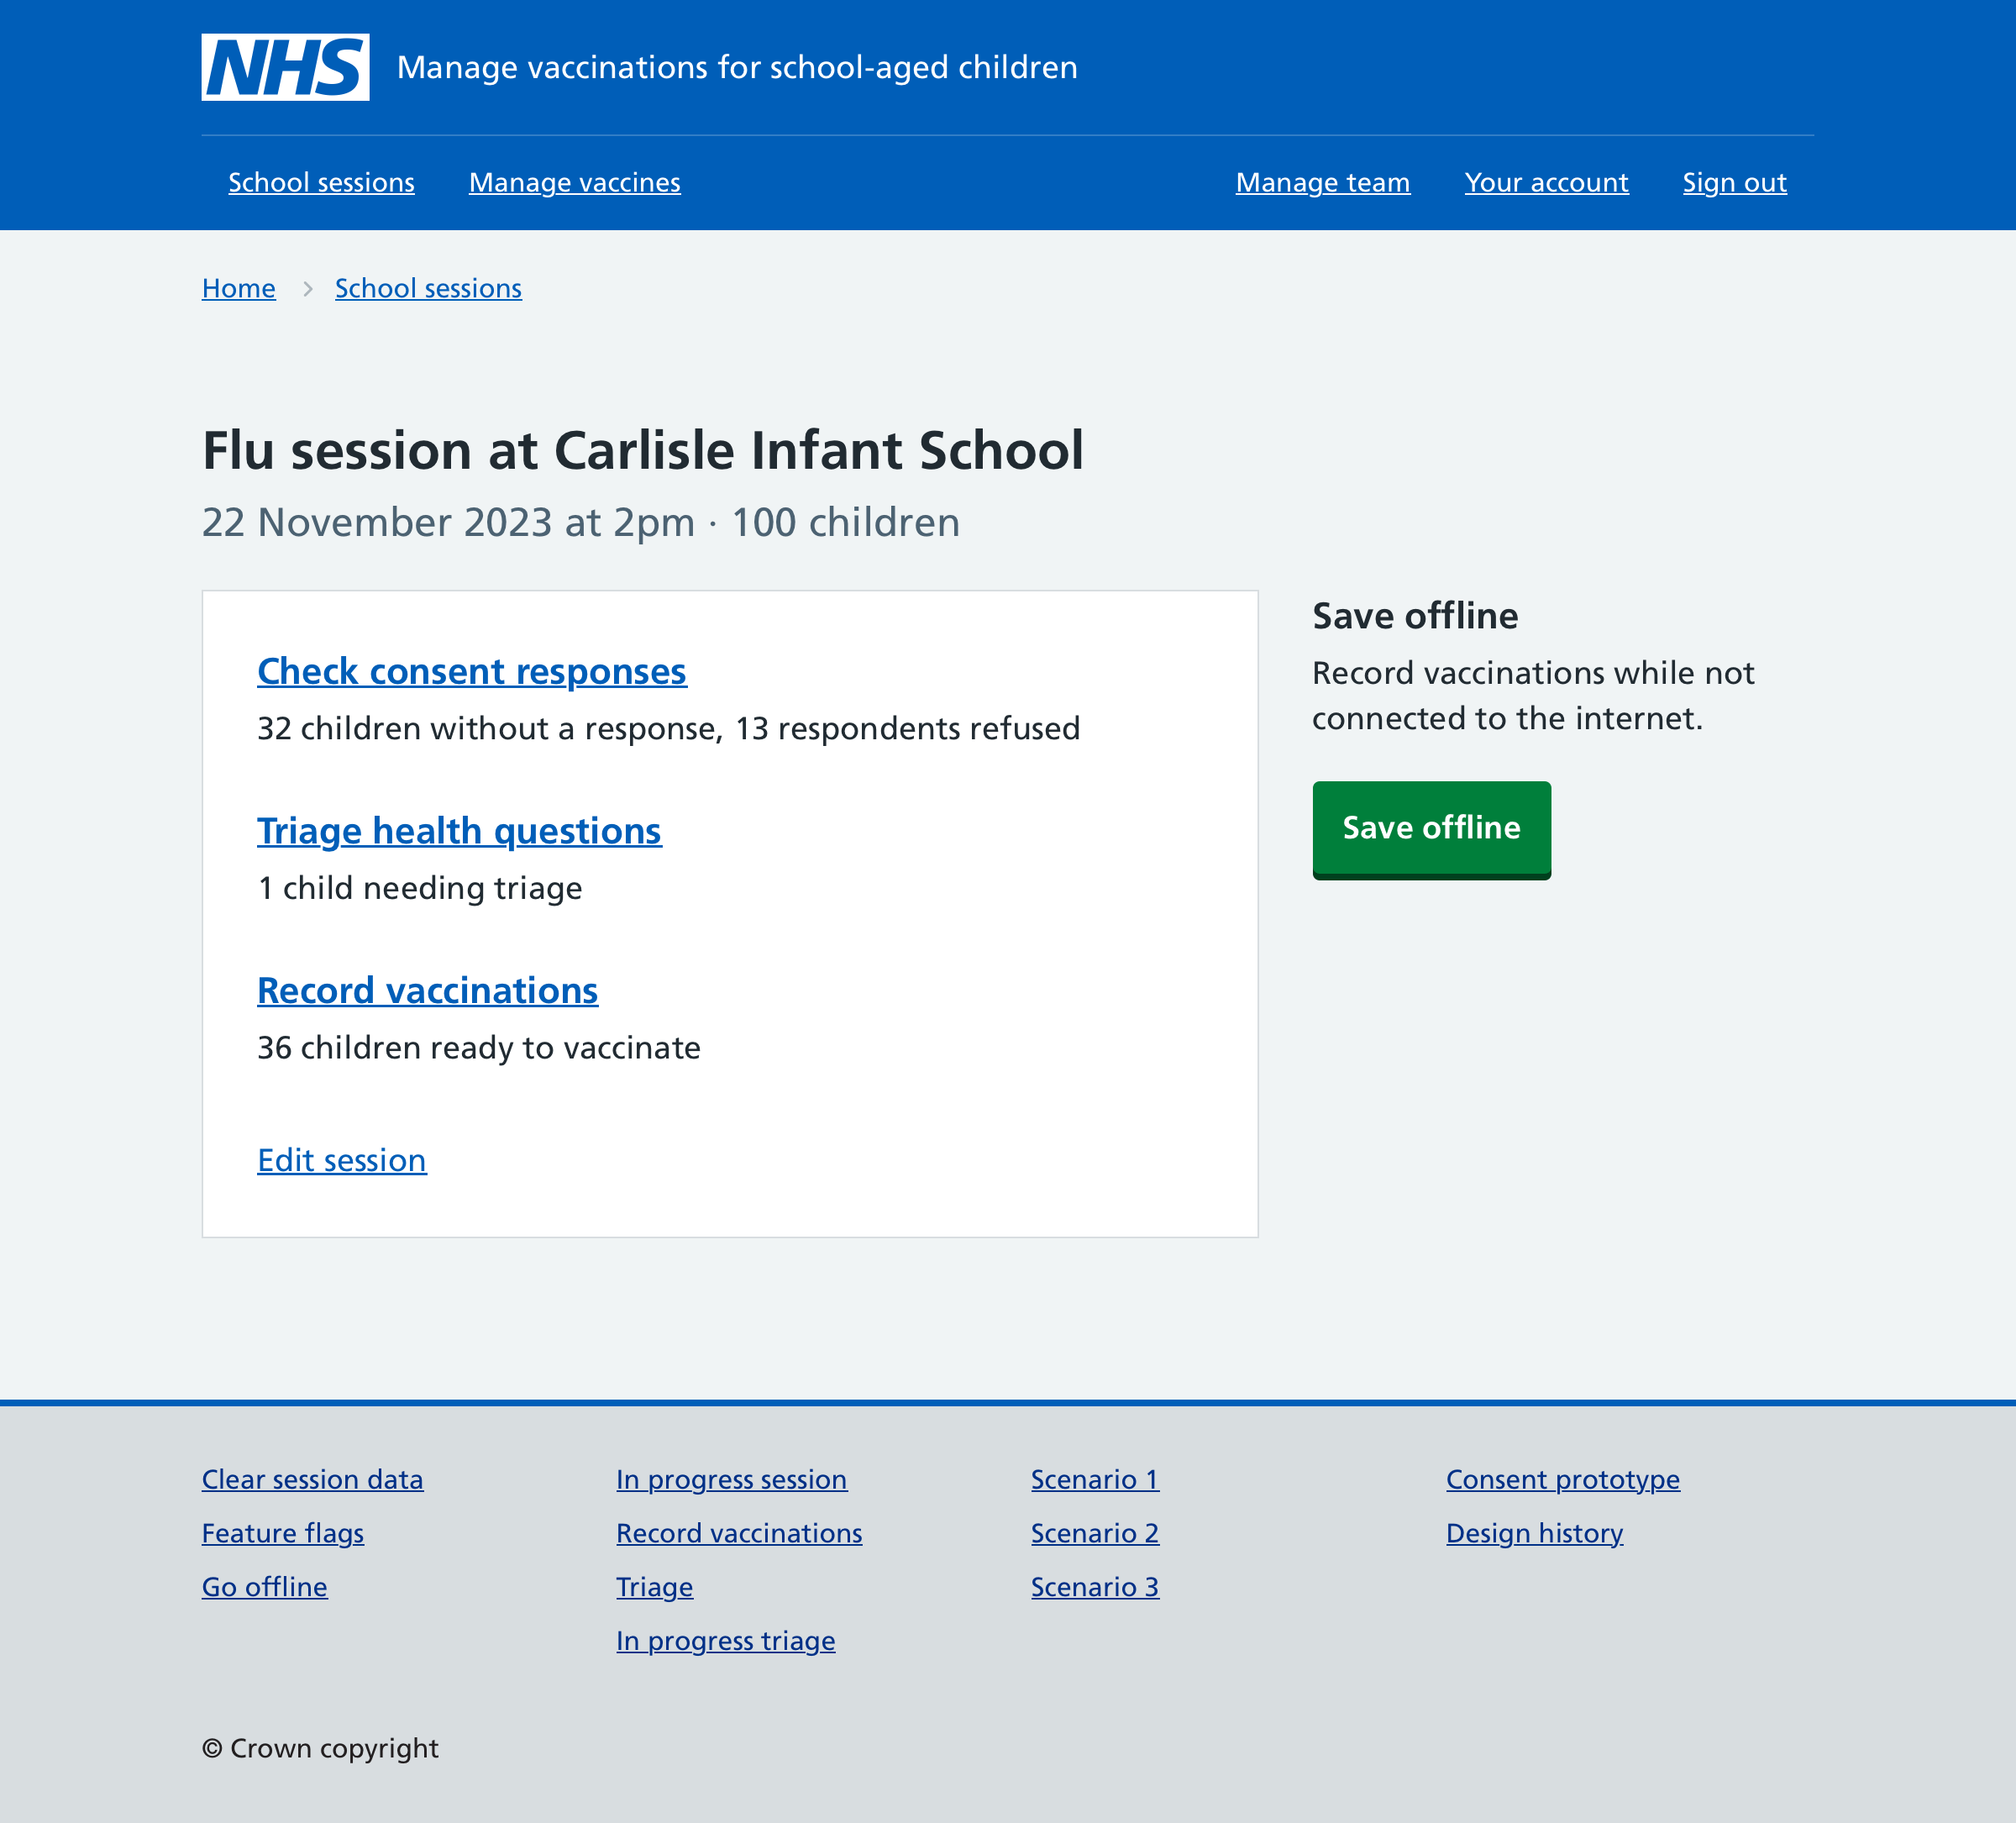 NHS Manage vaccinations for school-aged children
School sessions Manage vaccines Manage team Your account Sign out
Home School sessions
Flu session at Carlisle Infant School
22 November 2023 at 2pm · 100 children
Check consent responses
32 children without a response, 13 respondents refused
Triage health questions
1 child needing triage
Record vaccinations
36 children ready to vaccinate
Edit session
Save offline
Record vaccinations while not
connected to the internet.
Save offline
Clear session data
Feature flags
Go offline
In progress session
Record vaccinations
Triage
In progress triage
Scenario 1
Scenario 2
Scenario 3
Consent prototype
Design history
© Crown copyright